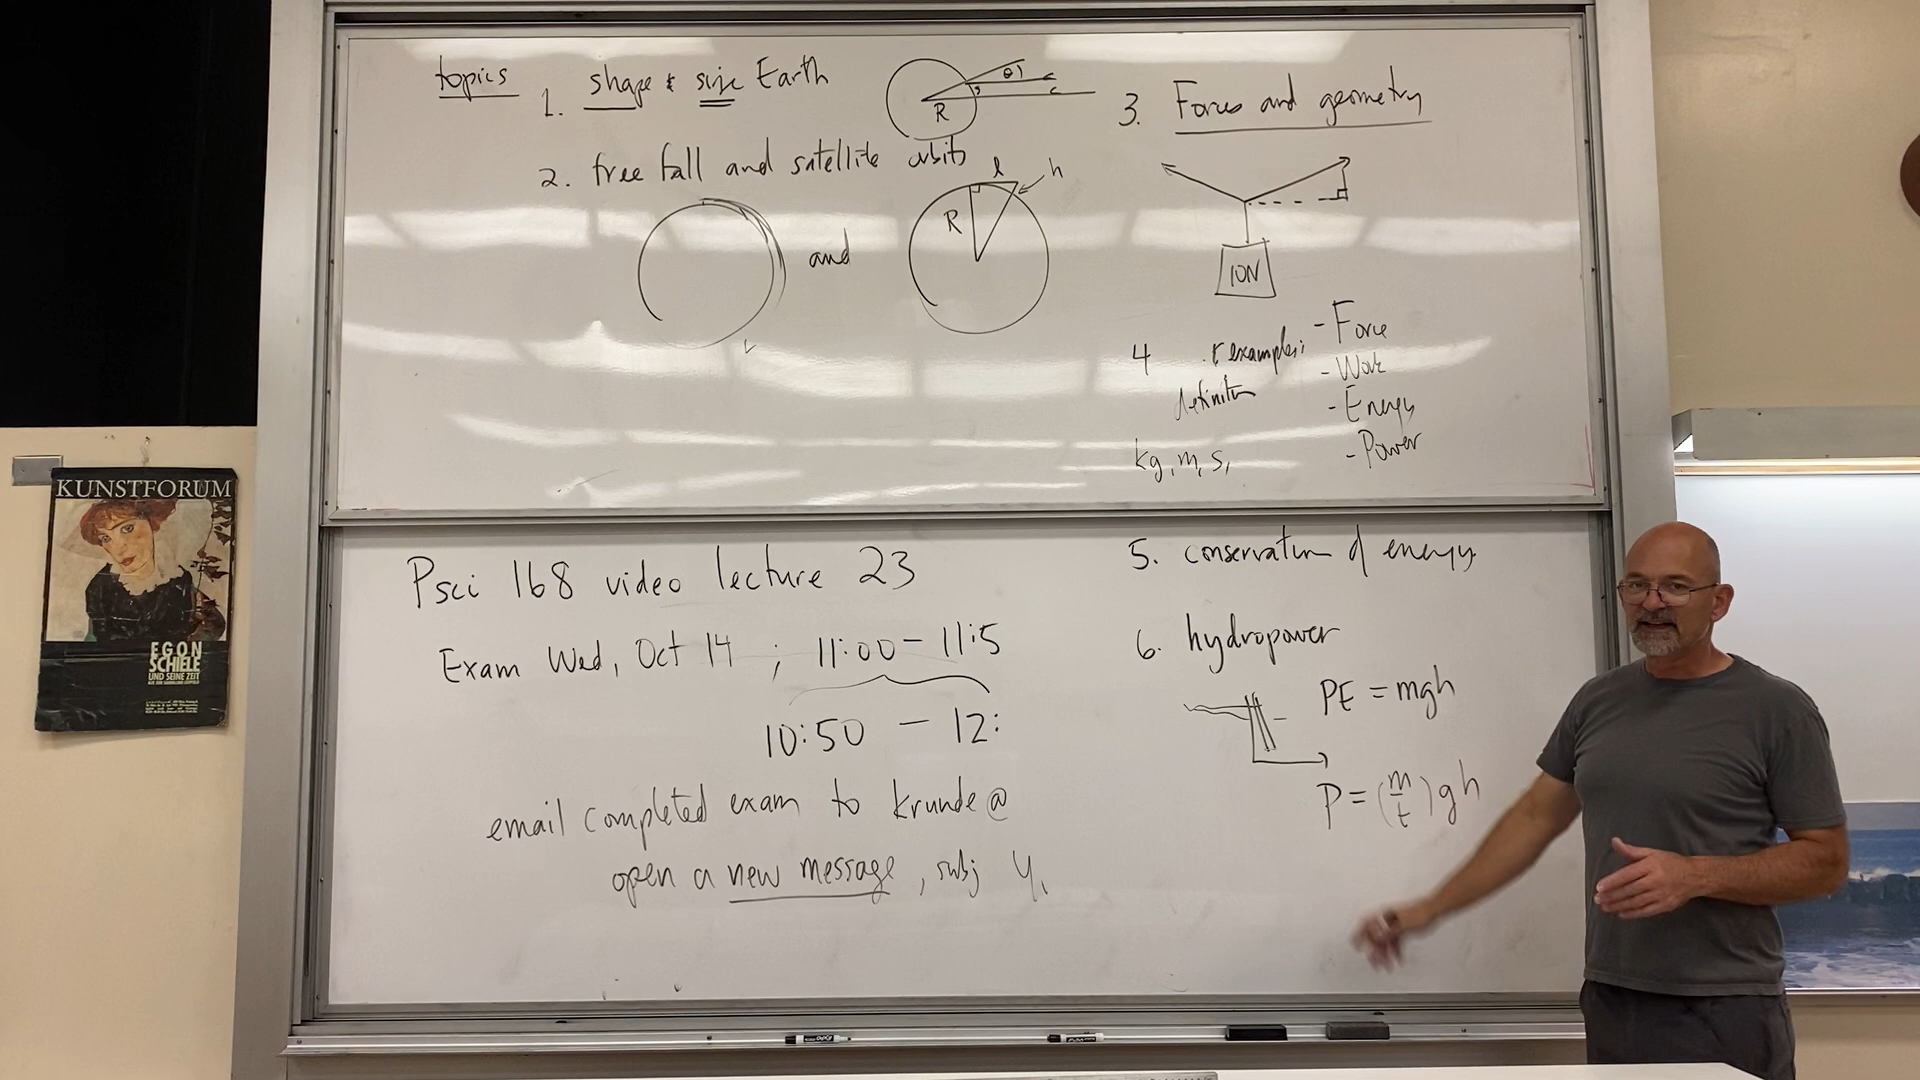 topics
1. shape & size Earth
R
θ
2. free fall and satellite orbits
and
R
l
h
3. Forces and geometry
10N
4
& examples:
definition
- Force
- Work
- Energy
- Power
kg, m, s,
Psci 168 video lecture 23
Exam Wed, Oct 14 ; 11:00 - 11:5
10:50 - 12:
email completed exam to krunde@
open a new message, subj
5. conservation of energy
6. hydropower
PE = mgh
P = (m/t)gh
KUNSTFORUM
EGON
SCHIELE
UND SEINE ZEIT